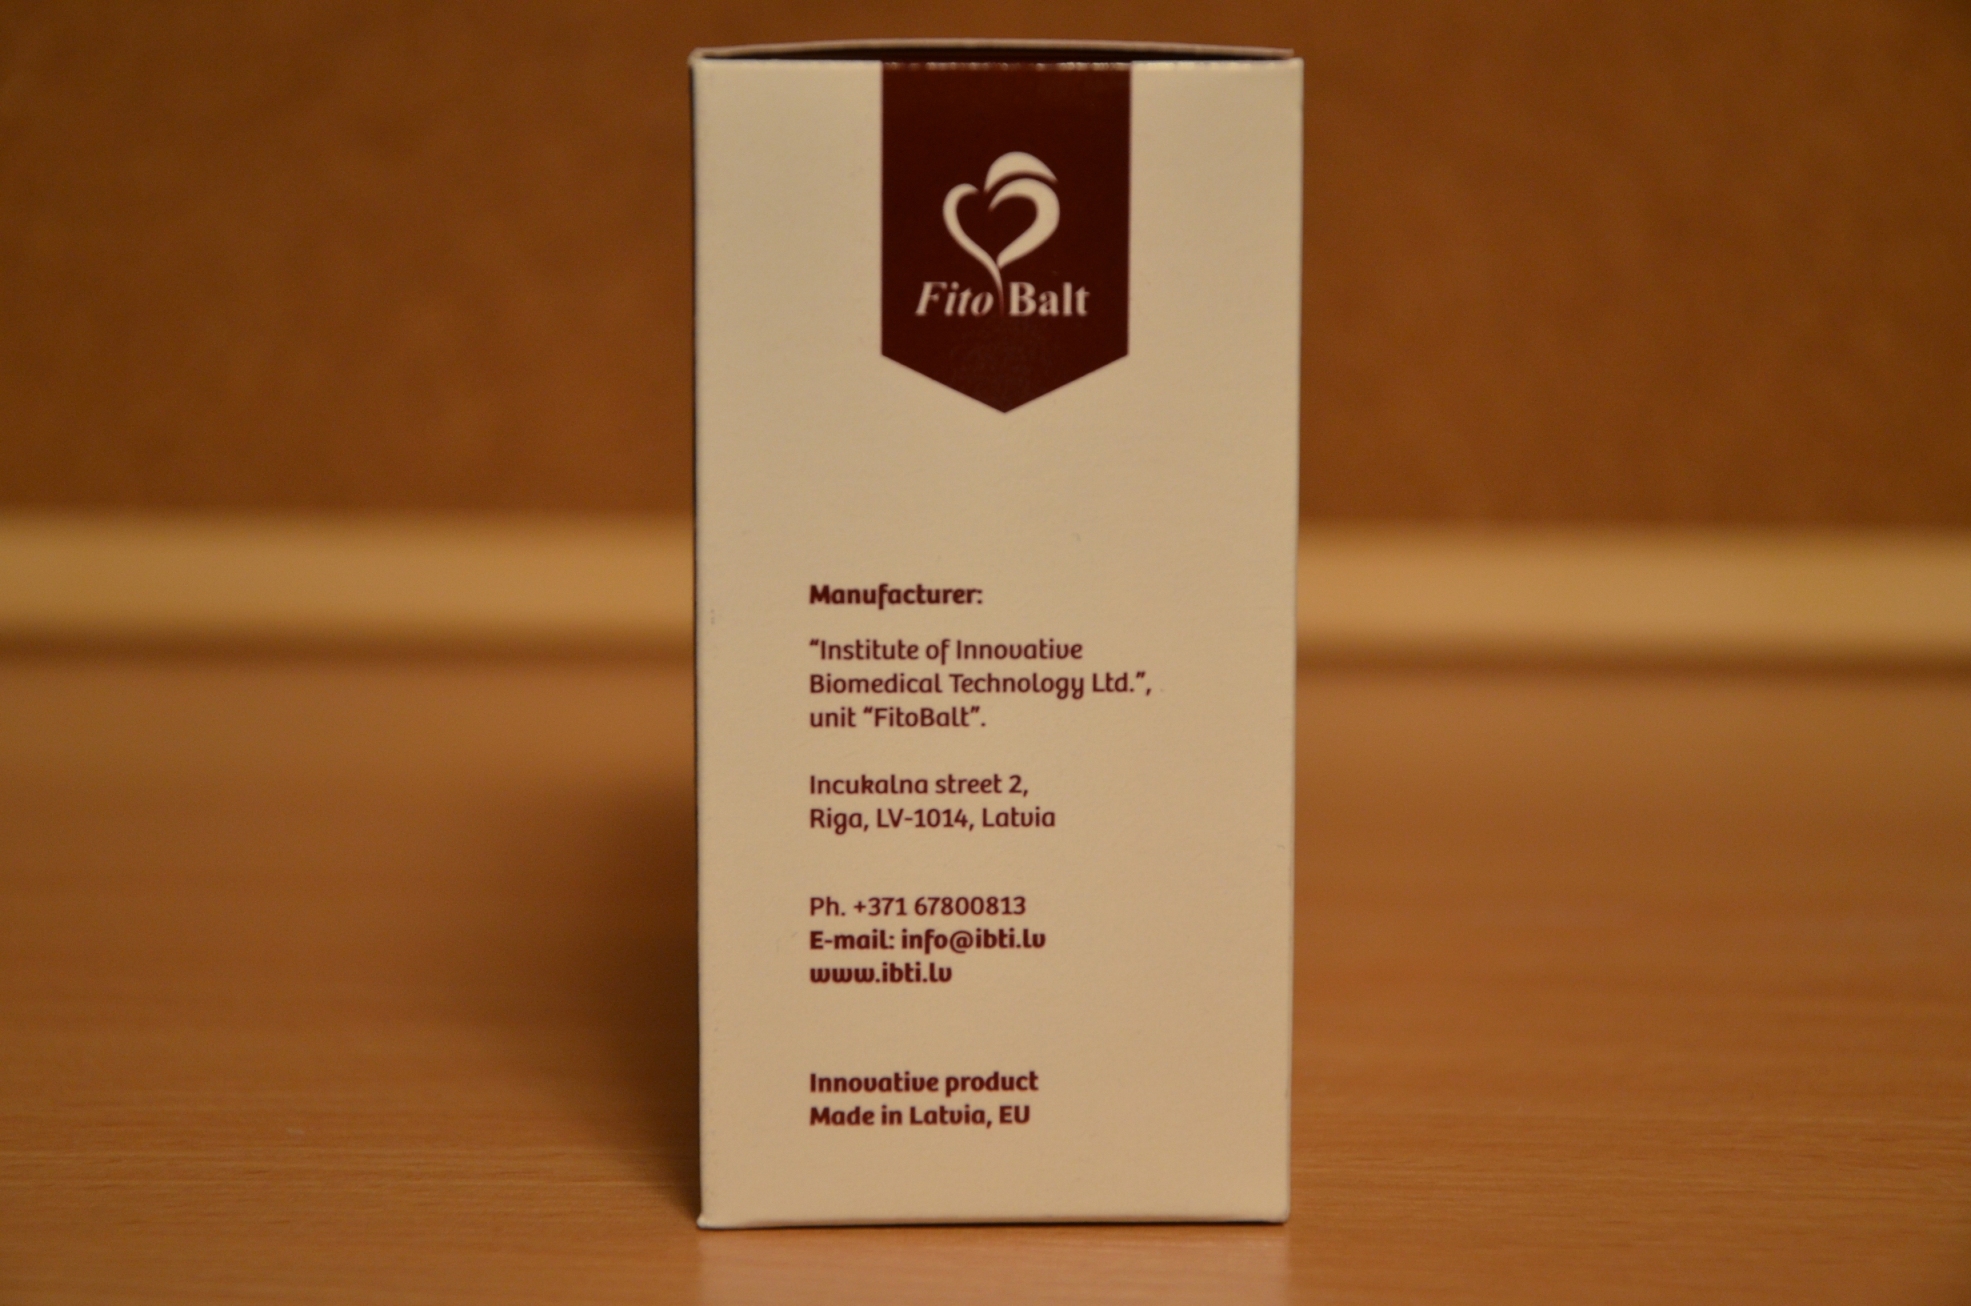 Fito Balt
Manufacturer:
“Institute of Innovative
Biomedical Technology Ltd.”,
unit “FitoBalt”.
Incukalna street 2,
Riga, LV-1014, Latvia
Ph. +371 67800813
E-mail: info@ibti.lv
www.ibti.lv
Innovative product
Made in Latvia, EU